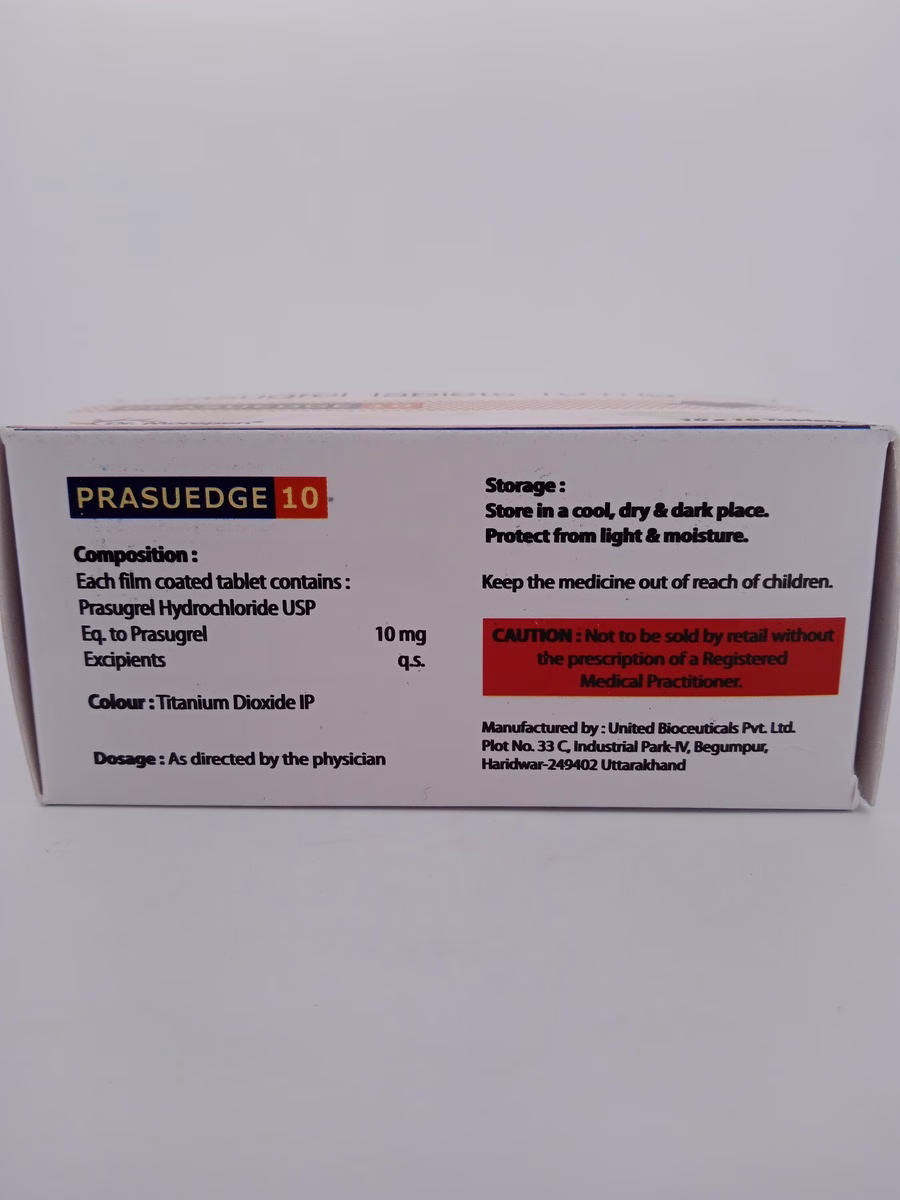 PRASUEDGE 10
Composition :
Each film coated tablet contains :
Prasugrel Hydrochloride USP
Eq. to Prasugrel 10 mg
Excipients q.s.
Colour : Titanium Dioxide IP
Dosage : As directed by the physician
Storage :
Store in a cool, dry & dark place.
Protect from light & moisture.
Keep the medicine out of reach of children.
CAUTION : Not to be sold by retail without
the prescription of a Registered
Medical Practitioner.
Manufactured by : United Bioceuticals Pvt. Ltd.
Plot No. 33 C, Industrial Park-IV, Begumpur,
Haridwar-249402 Uttarakhand